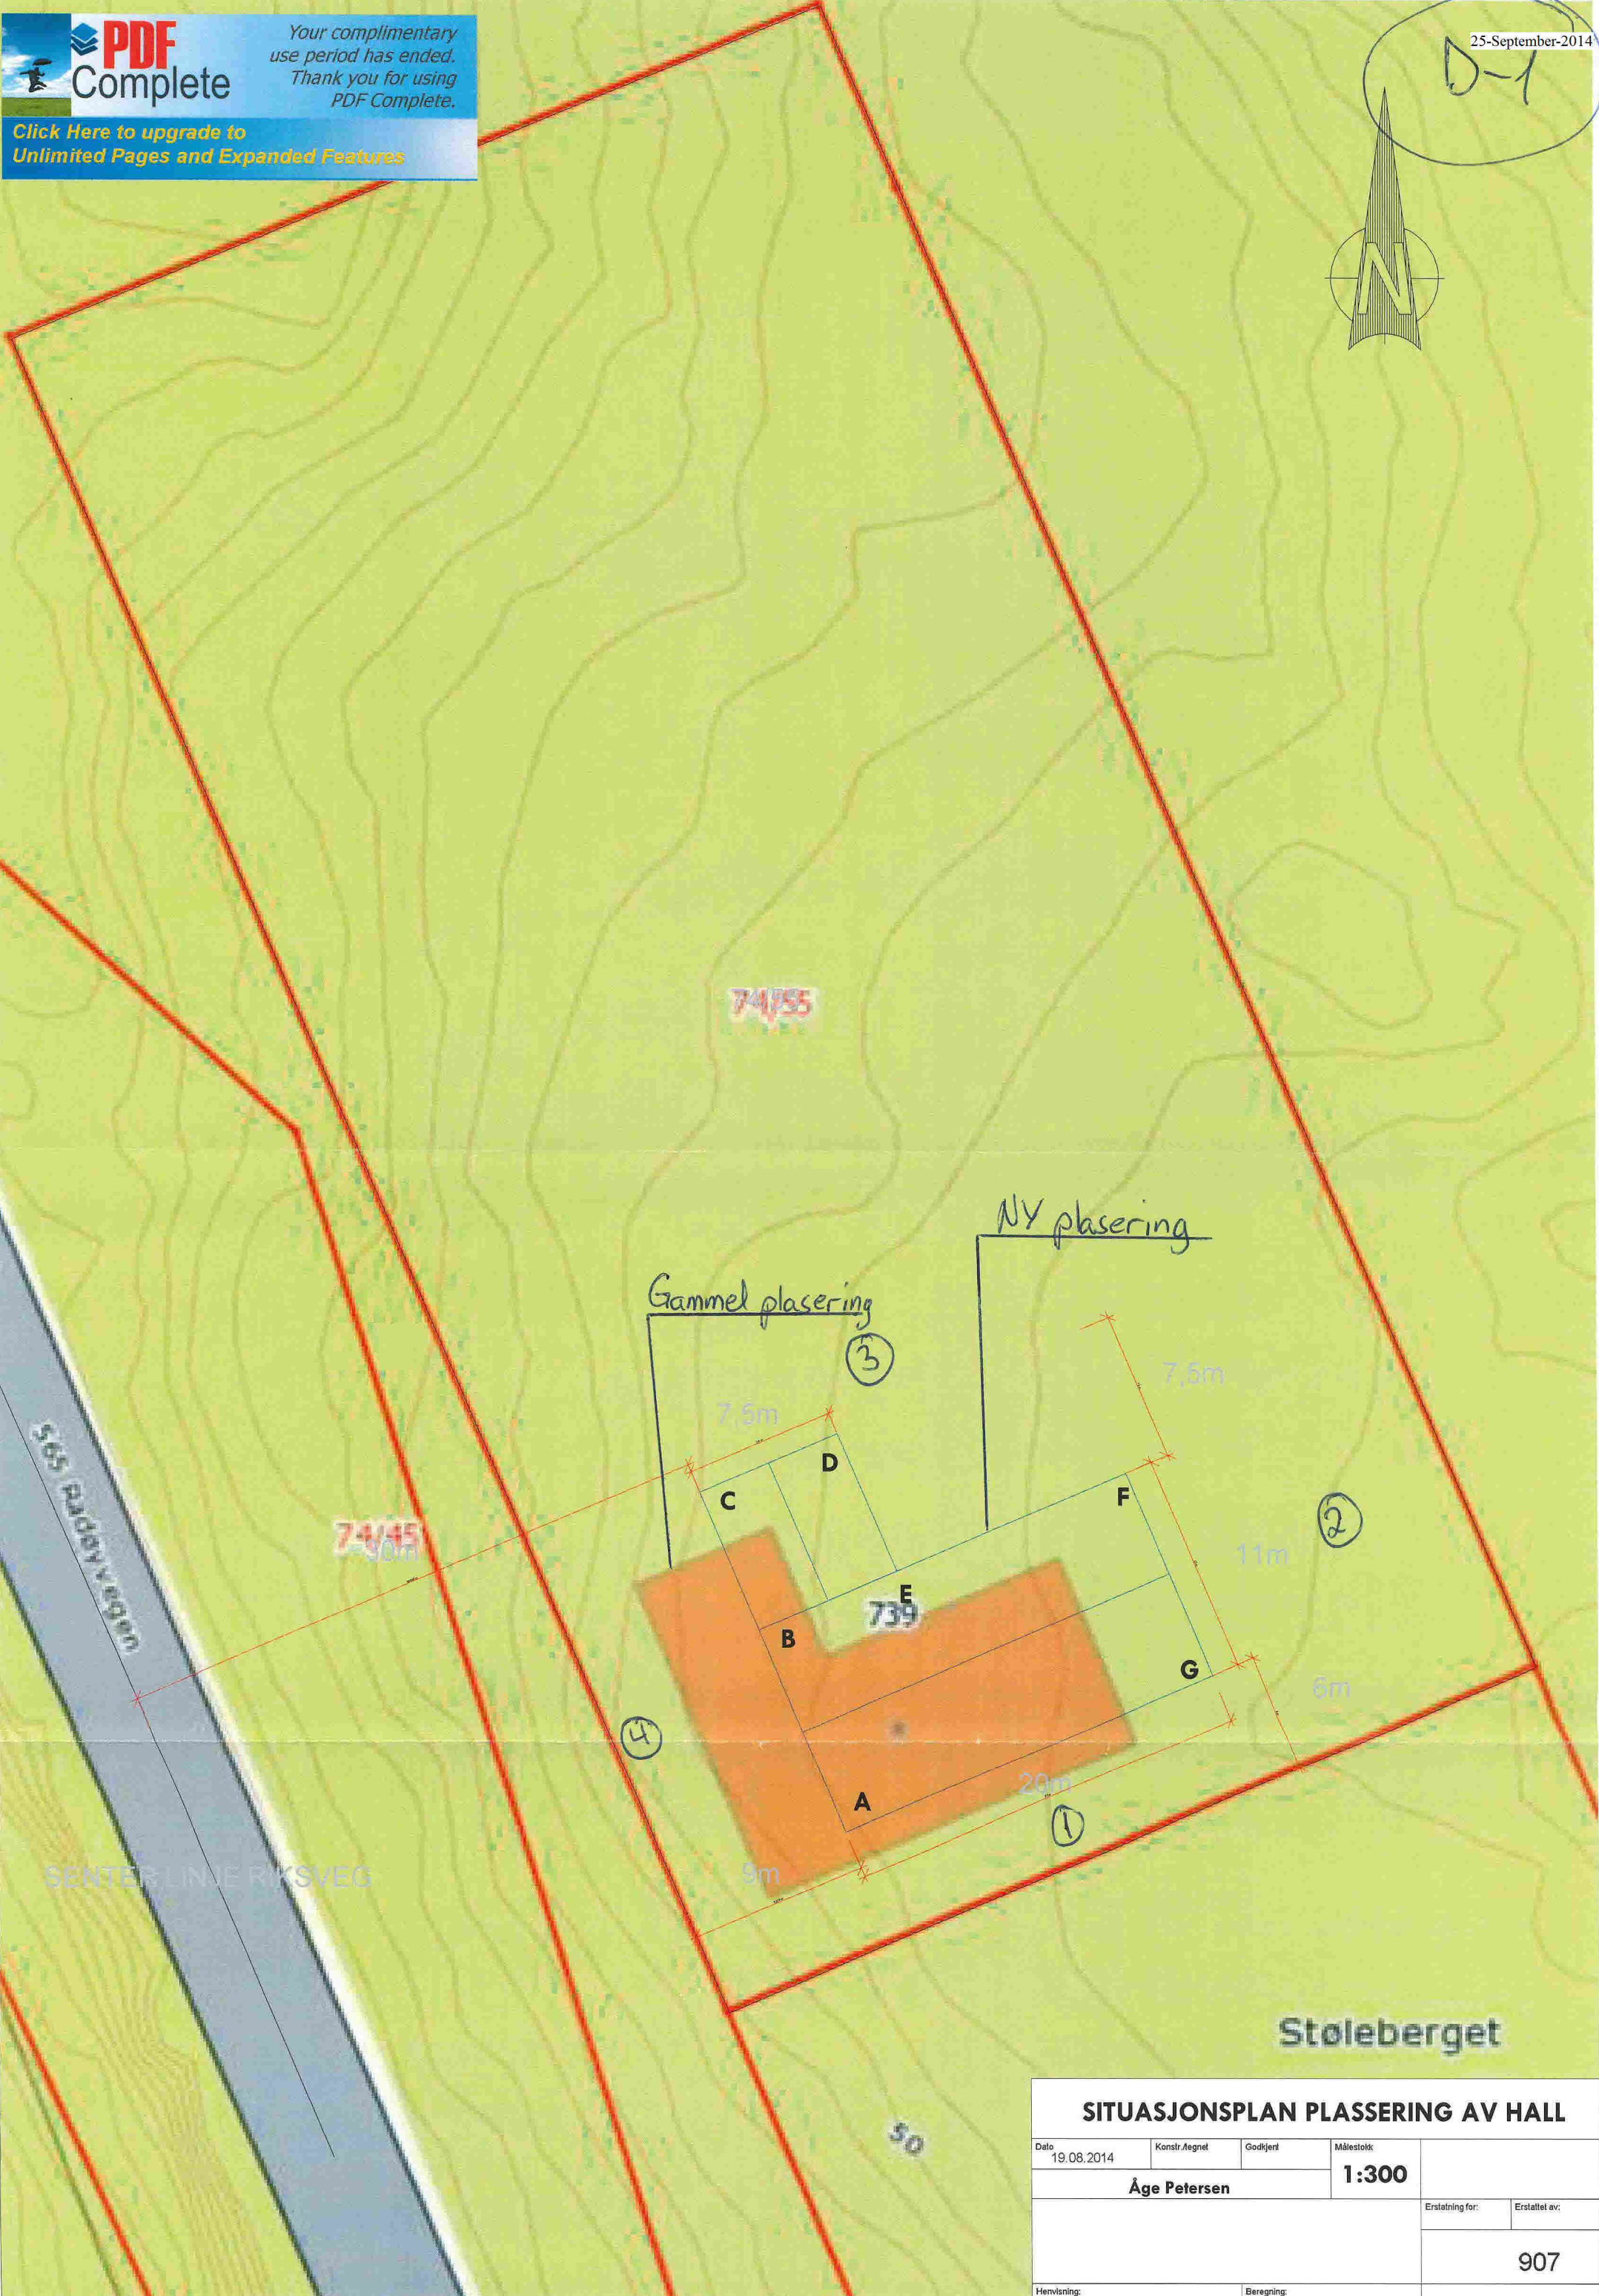 PDF
Complete
Your complimentary
use period has ended.
Thank you for using
PDF Complete.
Click Here to upgrade to
Unlimited Pages and Expanded Features
25-September-2014
D-1
N
74/55
NY plasering
Gammel plasering
3
7,5m
7,5m
D
C
F
2
11m
565 Radøyvegen
74/45
30m
E
739
B
G
6m
4
A
20m
1
9m
SENTER LINJE RIKSVEG
Støleberget
50
SITUASJONSPLAN PLASSERING AV HALL
Dato
19.08.2014
Konstr./tegnet
Godkjent
Målestokk
1:300
Åge Petersen
Erstatning for:
Erstattet av:
907
Henvisning:
Beregning: